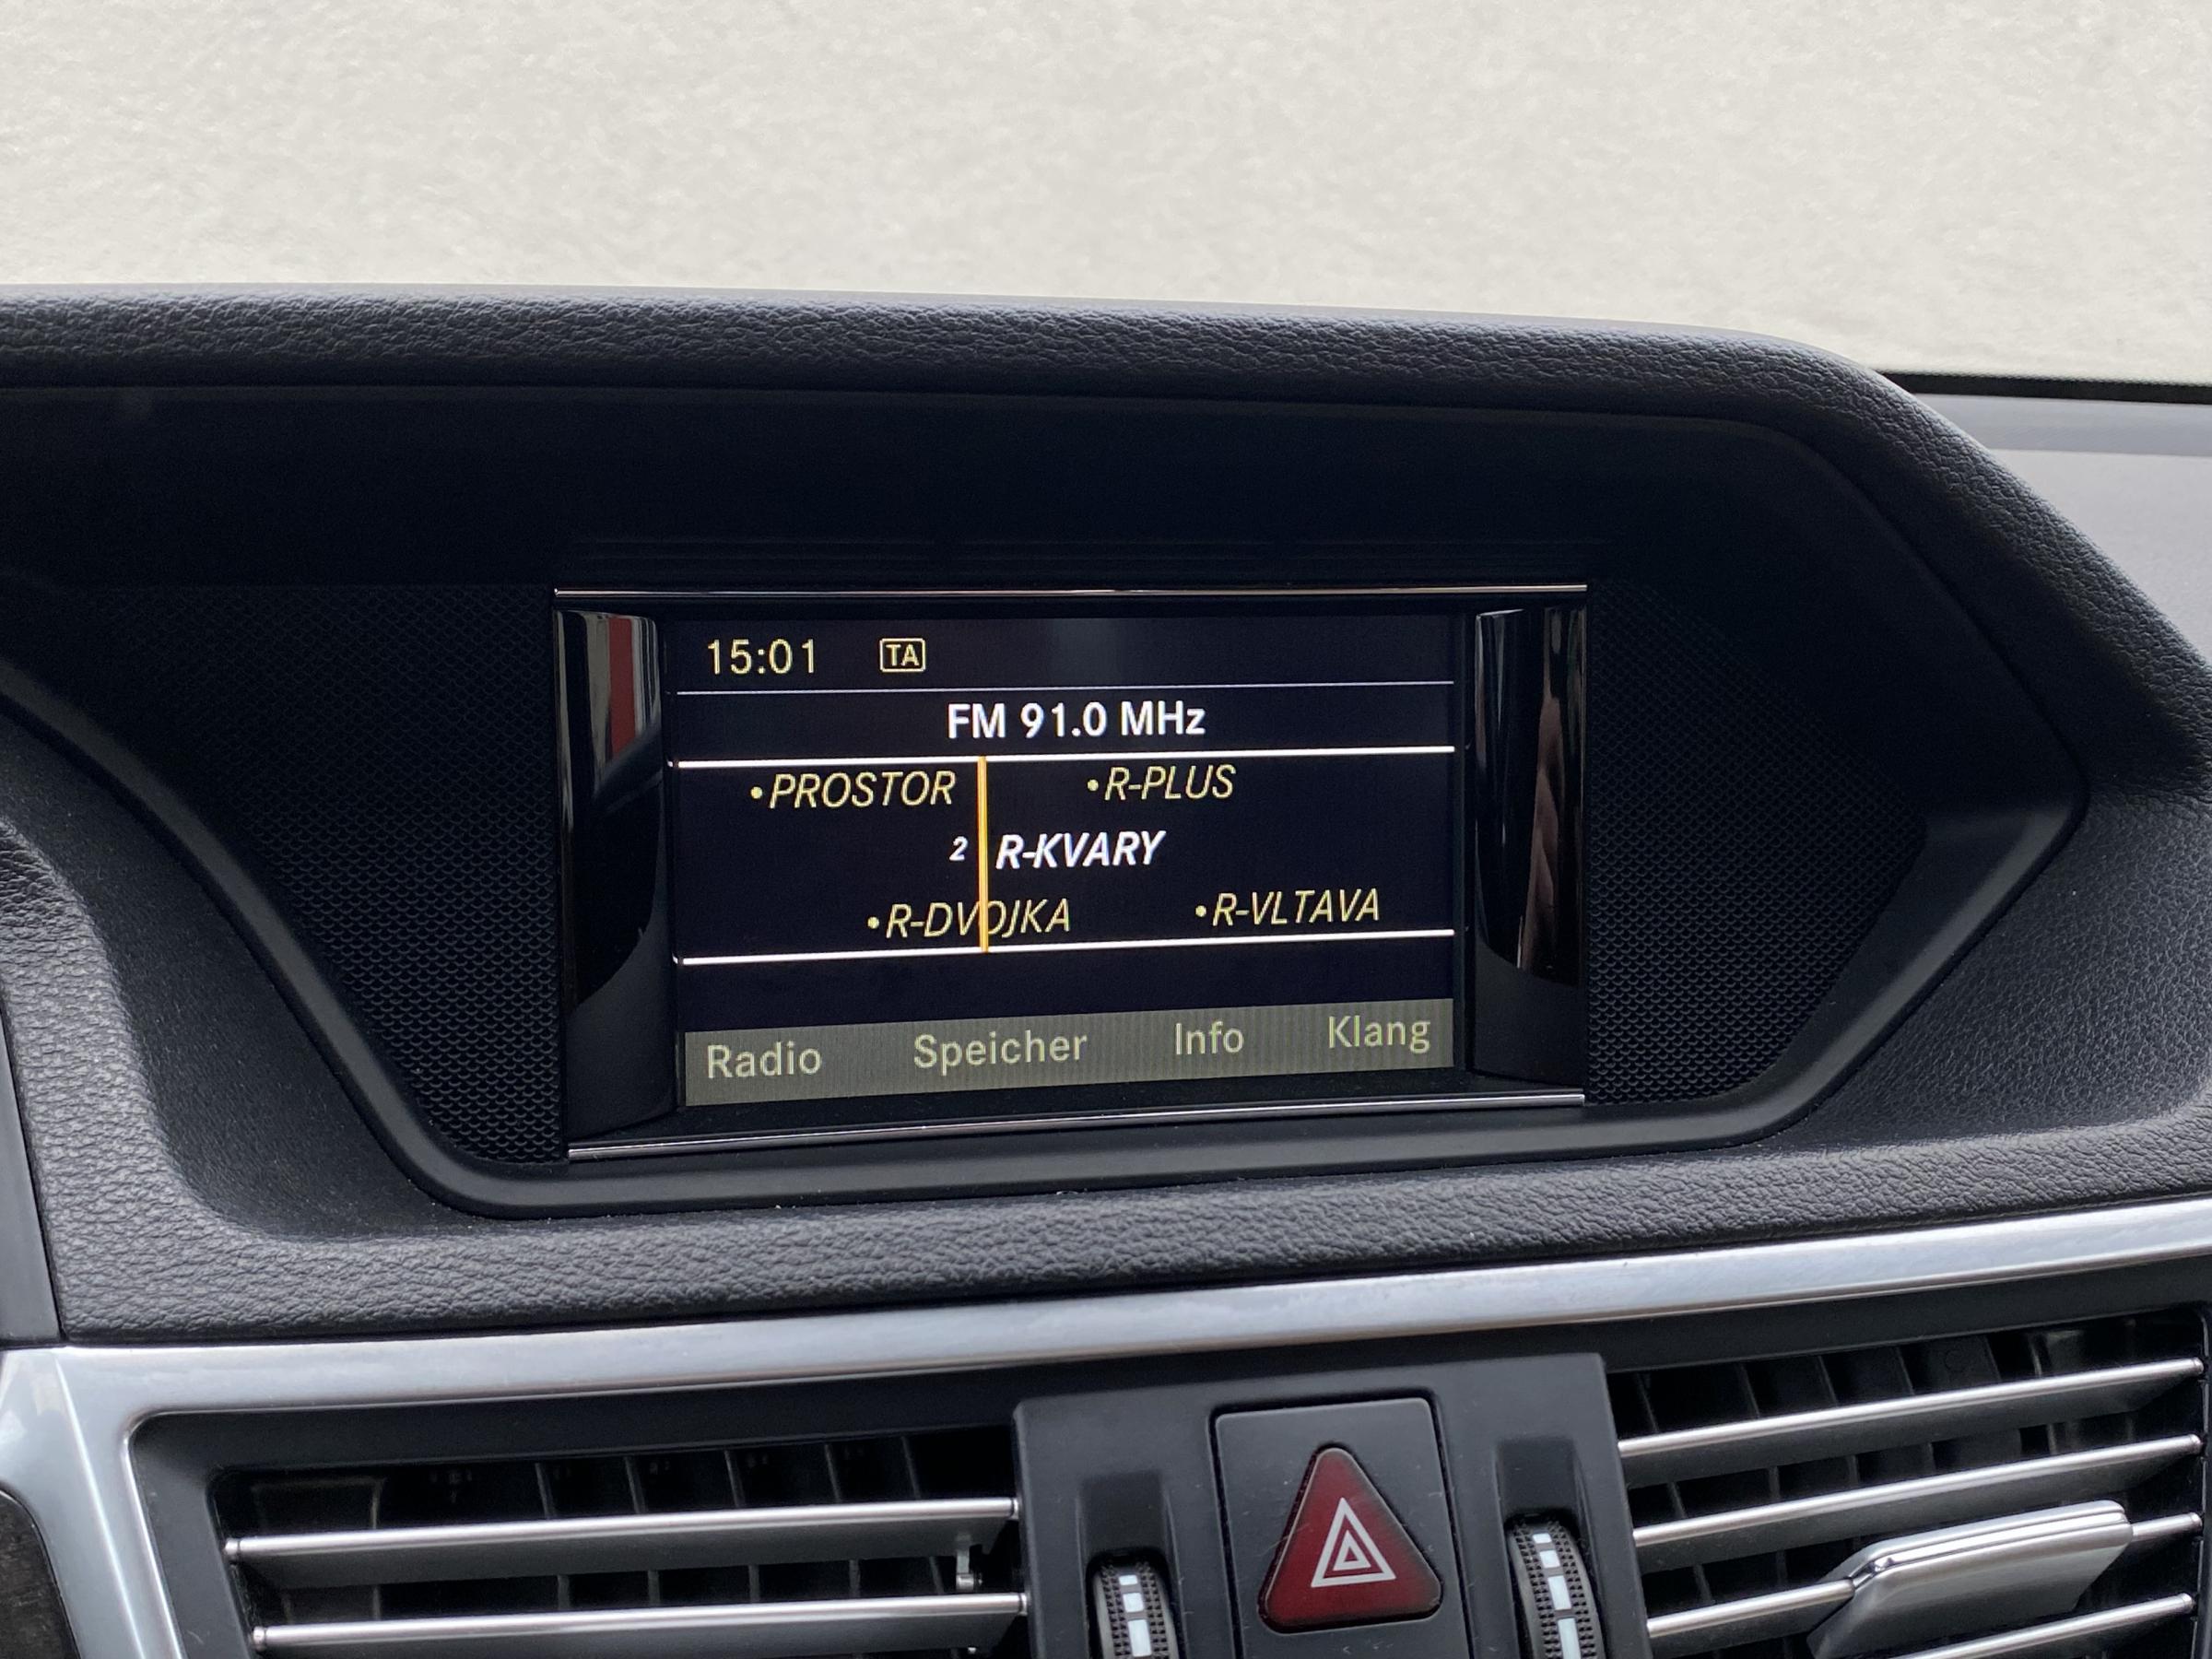 15:01 TA
FM 91.0 MHz
•PROSTOR •R-PLUS
2 R-KVARY
•R-DVOJKA •R-VLTAVA
Radio Speicher Info Klang